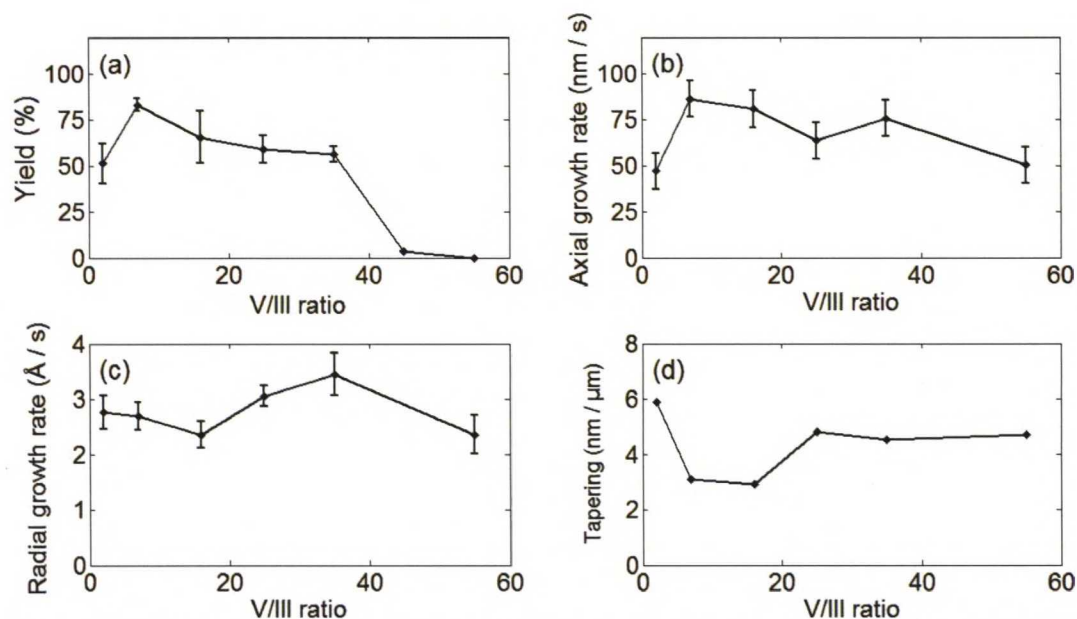 (a)
Yield (%)
100
75
50
25
0
0 20 40 60
V/III ratio
(b)
Axial growth rate (nm / s)
100
75
50
25
0
0 20 40 60
V/III ratio
(c)
Radial growth rate (Å / s)
4
3
2
1
0
0 20 40 60
V/III ratio
(d)
Tapering (nm / µm)
8
6
4
2
0
0 20 40 60
V/III ratio